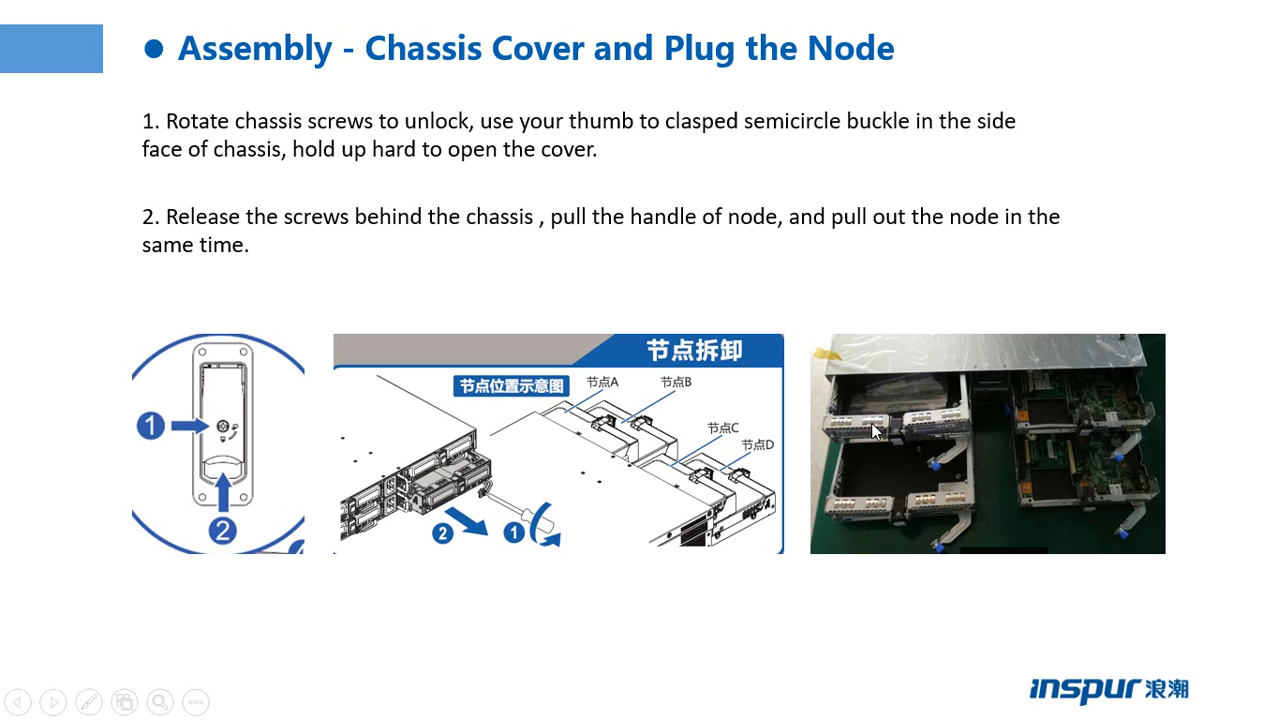 ● Assembly - Chassis Cover and Plug the Node
1. Rotate chassis screws to unlock, use your thumb to clasped semicircle buckle in the side
face of chassis, hold up hard to open the cover.
2. Release the screws behind the chassis , pull the handle of node, and pull out the node in the
same time.
1
2
节点拆卸
节点位置示意图
节点A
节点B
节点C
节点D
2
1
inspur 浪潮